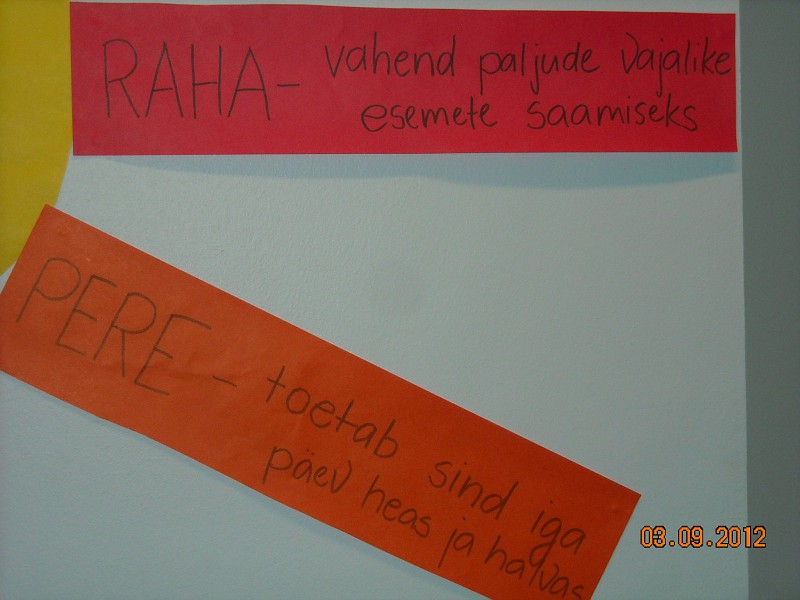 RAHA - vahend paljude vajalike
esemete saamiseks
PERE - toetab sind iga
päev heas ja halvas
03.09.2012